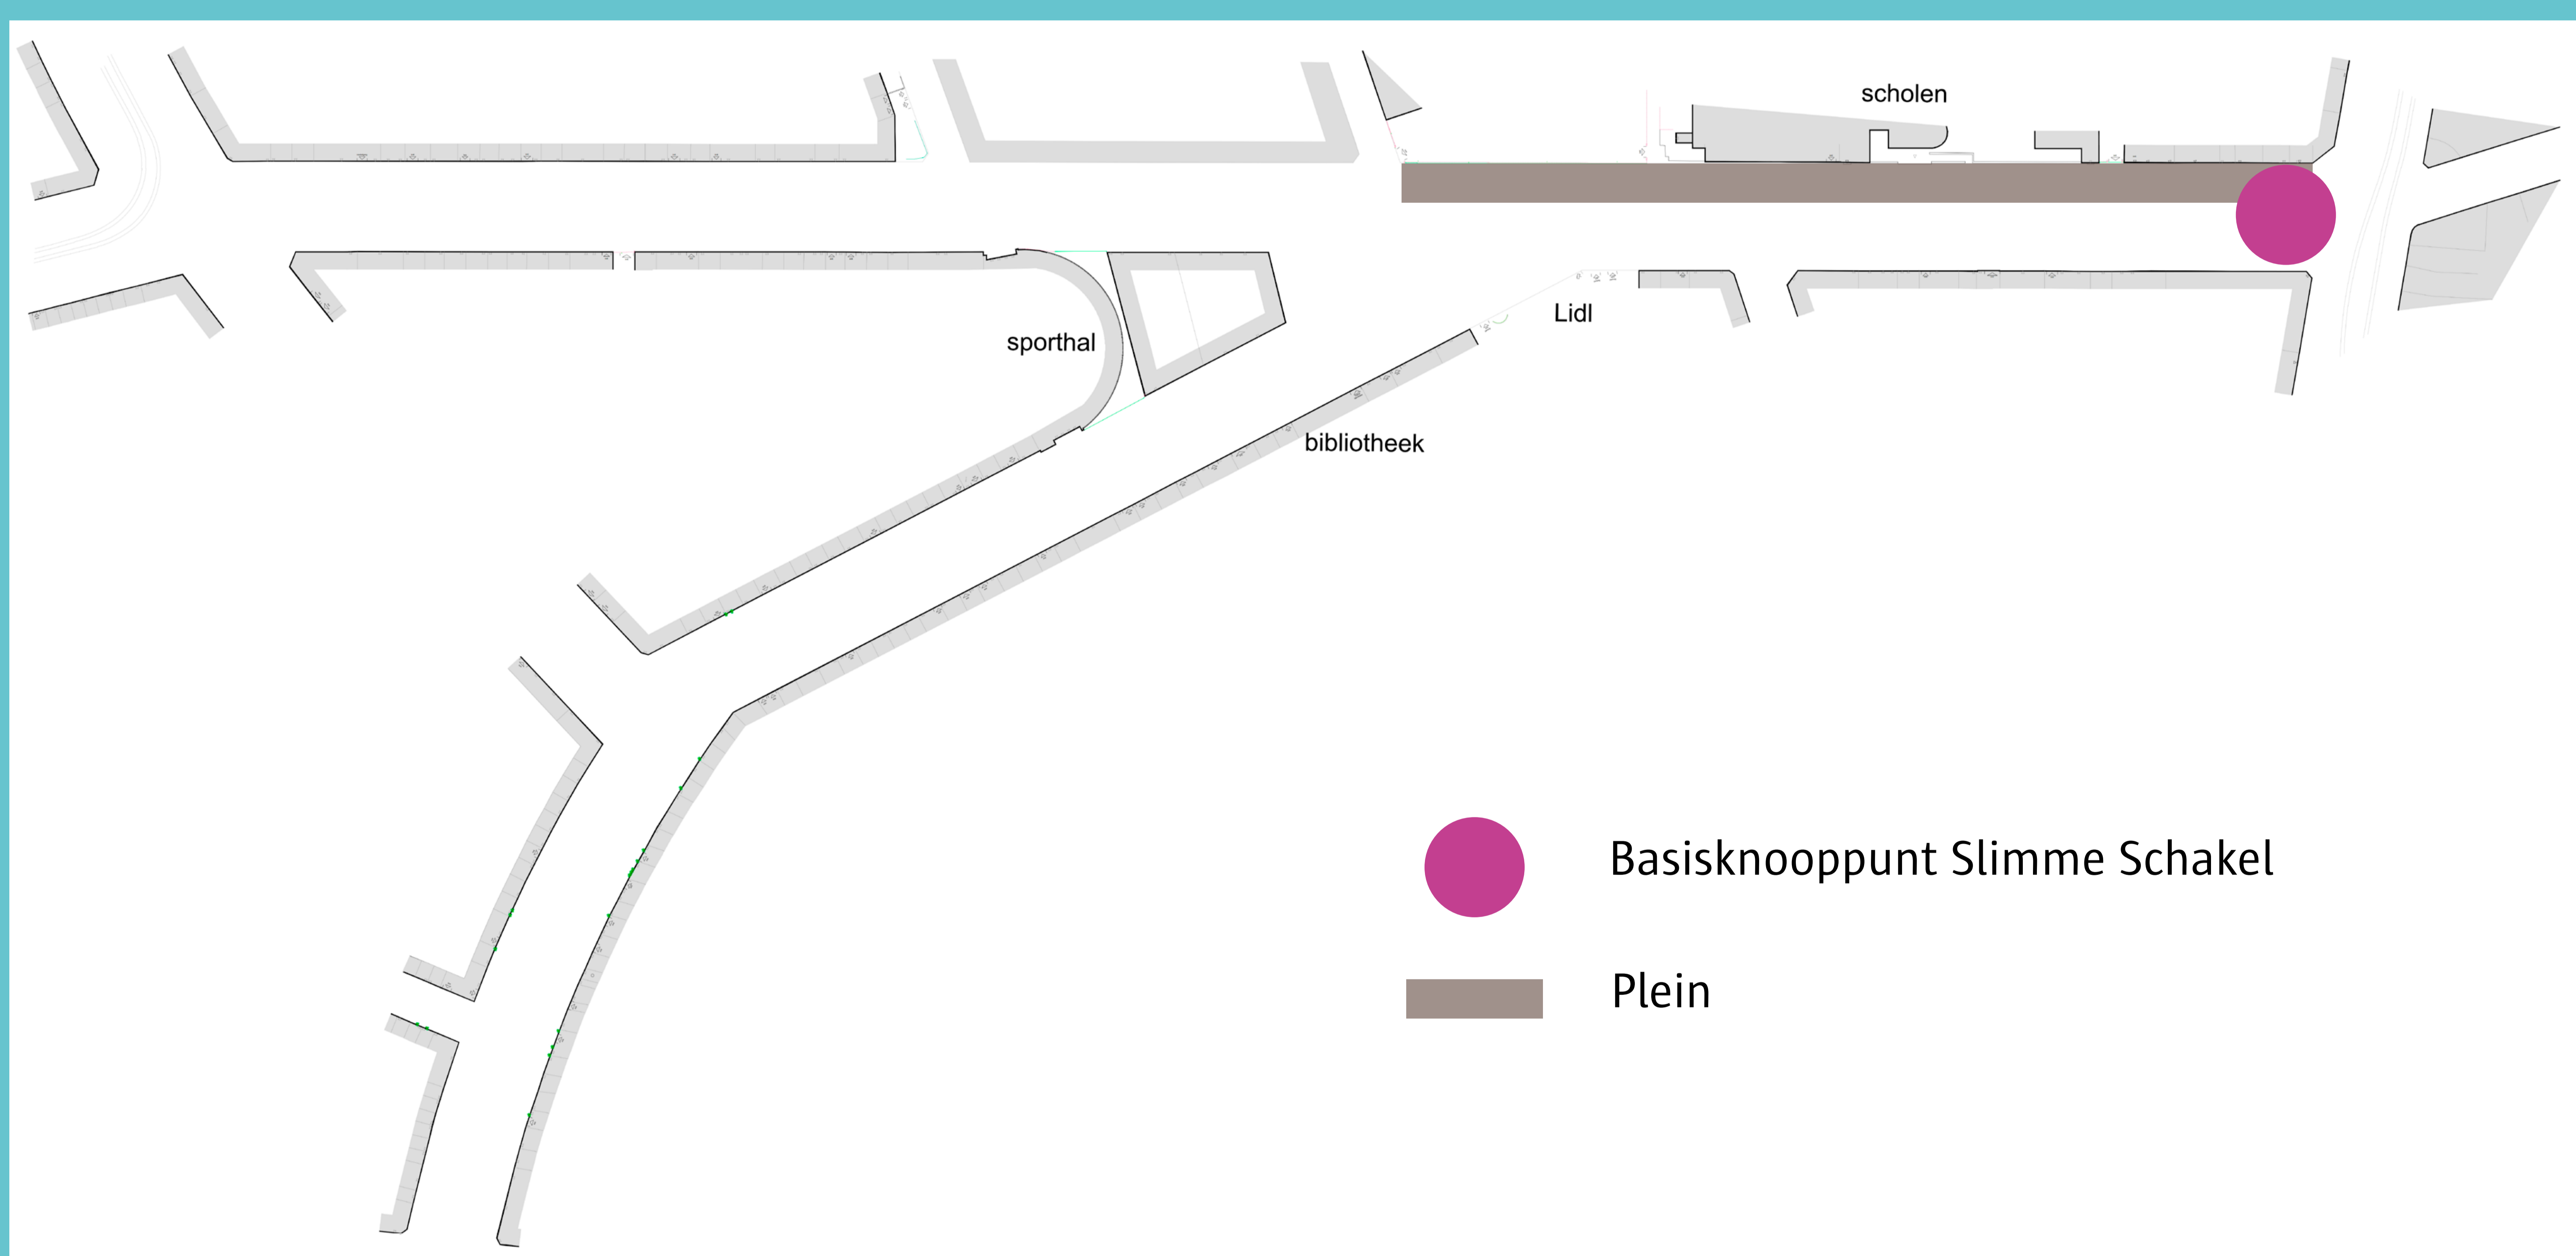 scholen
Lidl
sporthal
bibliotheek
Basisknooppunt Slimme Schakel
Plein